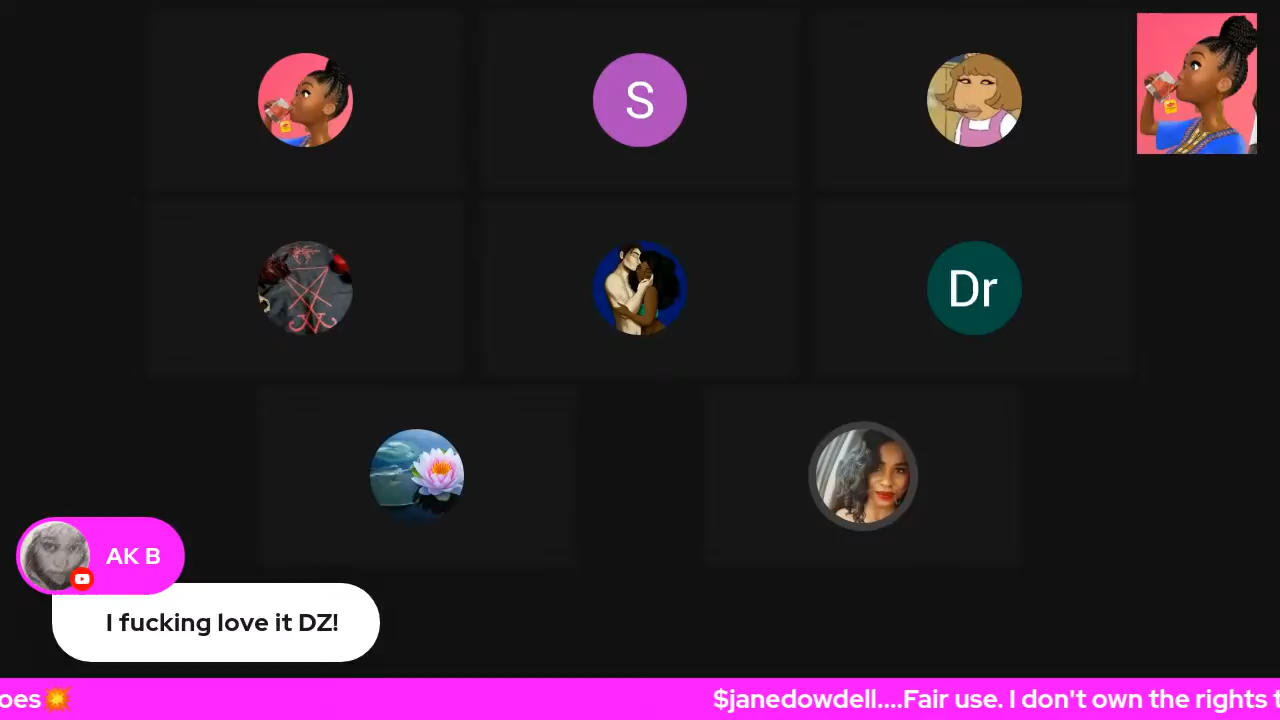 S
Dr
AK B
I fucking love it DZ!
oes💥 $janedowdell....Fair use. I don't own the rights t